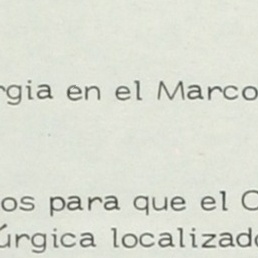 rgia en el Marco
os para que el C
úrgica localizado